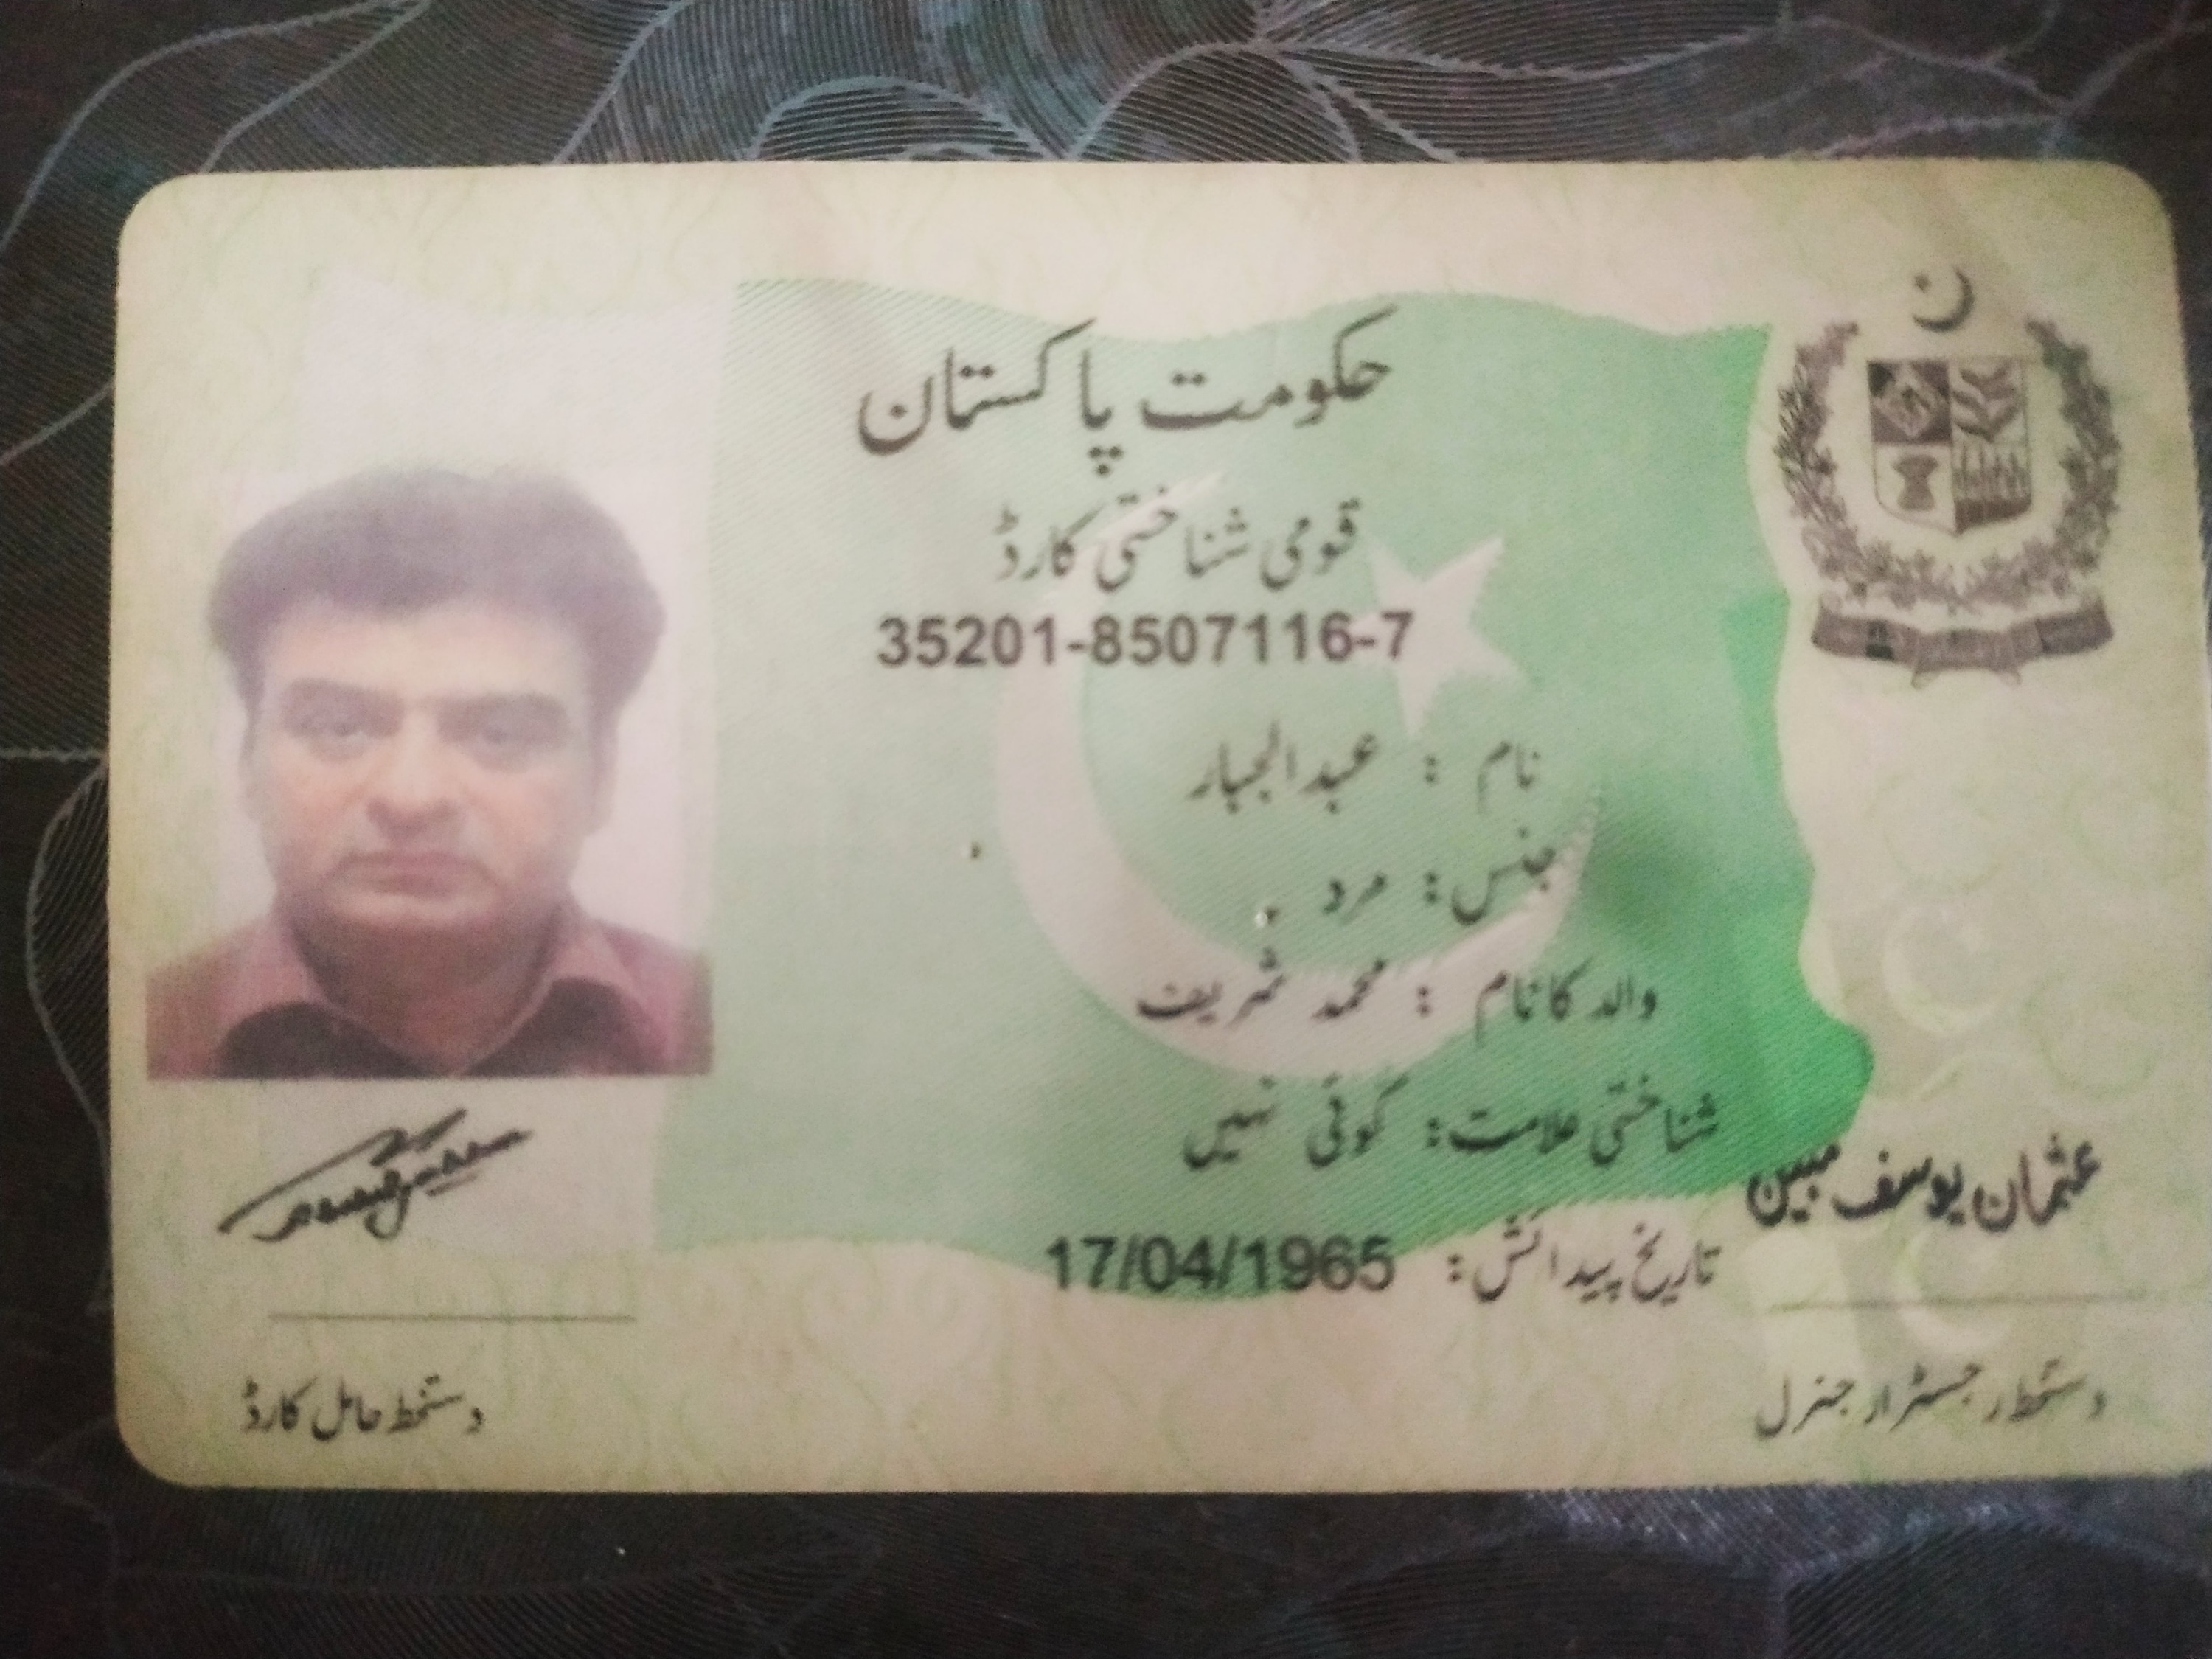 حکومت پاکستان
قومی شناختی کارڈ
35201-8507116-7
نام : عبدالجبار
جنس: مرد
والد کا نام : محمد شریف
شناختی علامت: کوئی نہیں
تاریخ پیدائش: 17/04/1965
عثمان یوسف مبین
دستخط رجسٹرار جنرل
دستخط حامل کارڈ